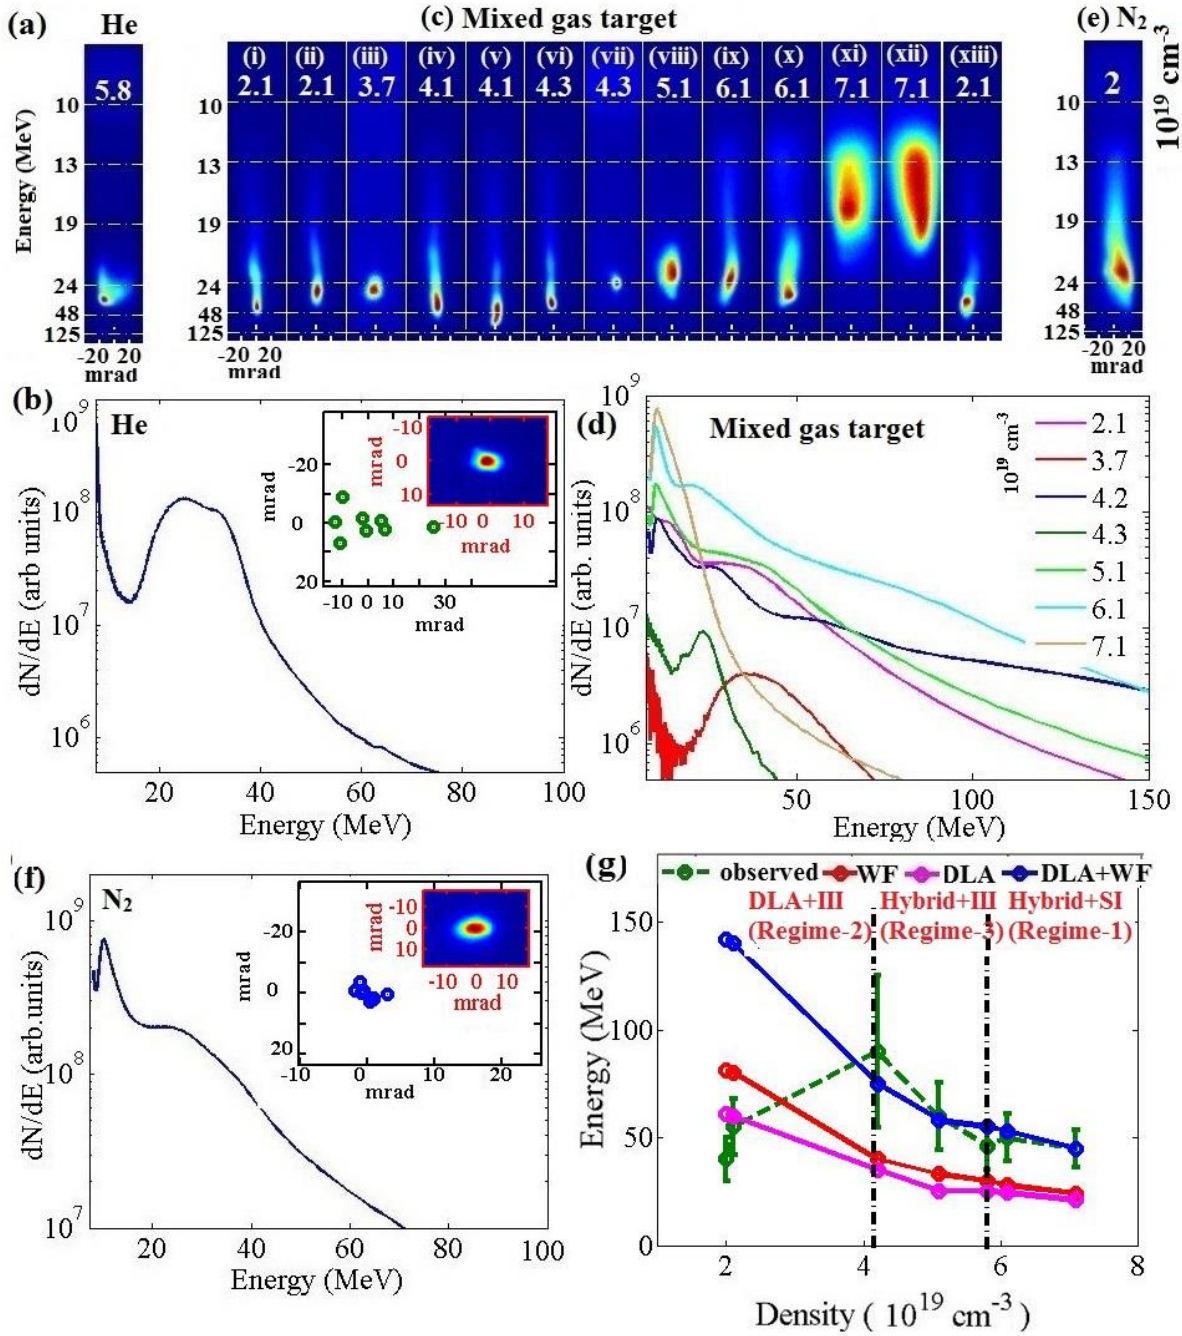 (a)
He
(c) Mixed gas target
(e) N2
5.8
(i) (ii) (iii) (iv) (v) (vi) (vii) (viii) (ix) (x) (xi) (xii) (xiii)
2.1 2.1 3.7 4.1 4.1 4.3 4.3 5.1 6.1 6.1 7.1 7.1 2.1
2
10^19 cm^-3
Energy (MeV)
10
13
19
24
48
125
-20 20
mrad
10
13
19
24
48
125
-20 20
mrad
10
13
19
24
48
125
-20 20
mrad
(b)
He
10^9
10^8
10^7
10^6
dN/dE (arb units)
20 40 60 80 100
Energy (MeV)
-20
0
20
mrad
-10 0 10 30
mrad
-10
0
10
mrad
-10 0 10
mrad
(d)
Mixed gas target
10^9
10^8
10^7
10^6
dN/dE (arb. units)
50 100 150
Energy (MeV)
10^19 cm^-3
2.1
3.7
4.2
4.3
5.1
6.1
7.1
(f)
N2
10^9
10^8
10^7
dN/dE (arb.units)
20 40 60 80 100
Energy (MeV)
-20
0
20
mrad
-10 0 10 20
mrad
-10
0
10
mrad
-10 0 10
mrad
(g)
observed WF DLA DLA+WF
DLA+III Hybrid+III Hybrid+SI
(Regime-2) (Regime-3) (Regime-1)
150
100
50
0
Energy (MeV)
2 4 6 8
Density ( 10^19 cm^-3 )